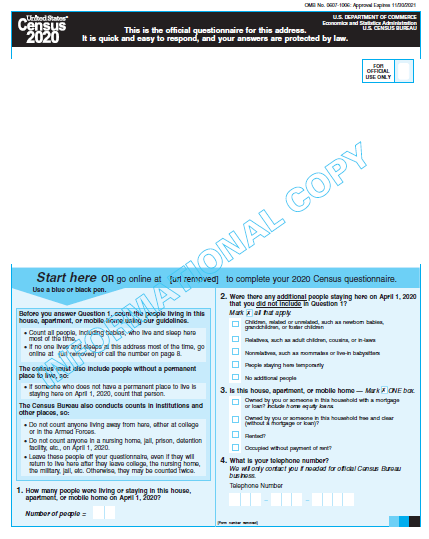 OMB No. 0607-1006: Approval Expires 11/30/2021
United States®
Census
2020
This is the official questionnaire for this address.
It is quick and easy to respond, and your answers are protected by law.
U.S. DEPARTMENT OF COMMERCE
Economics and Statistics Administration
U.S. CENSUS BUREAU
FOR
OFFICIAL
USE ONLY
INFORMATIONAL COPY
Start here OR go online at [url removed] to complete your 2020 Census questionnaire.
Use a blue or black pen.
Before you answer Question 1, count the people living in this
house, apartment, or mobile home using our guidelines.
• Count all people, including babies, who live and sleep here
most of the time.
• If no one lives and sleeps at this address most of the time, go
online at [url removed] or call the number on page 8.
The census must also include people without a permanent
place to live, so:
• If someone who does not have a permanent place to live is
staying here on April 1, 2020, count that person.
The Census Bureau also conducts counts in institutions and
other places, so:
• Do not count anyone living away from here, either at college
or in the Armed Forces.
• Do not count anyone in a nursing home, jail, prison, detention
facility, etc., on April 1, 2020.
• Leave these people off your questionnaire, even if they will
return to live here after they leave college, the nursing home,
the military, jail, etc. Otherwise, they may be counted twice.
1. How many people were living or staying in this house,
apartment, or mobile home on April 1, 2020?
Number of people =
2. Were there any additional people staying here on April 1, 2020
that you did not include in Question 1?
Mark X all that apply.
Children, related or unrelated, such as newborn babies,
grandchildren, or foster children
Relatives, such as adult children, cousins, or in-laws
Nonrelatives, such as roommates or live-in babysitters
People staying here temporarily
No additional people
3. Is this house, apartment, or mobile home — Mark X ONE box.
Owned by you or someone in this household with a mortgage
or loan? Include home equity loans.
Owned by you or someone in this household free and clear
(without a mortgage or loan)?
Rented?
Occupied without payment of rent?
4. What is your telephone number?
We will only contact you if needed for official Census Bureau
business.
Telephone Number
[Form number removed]